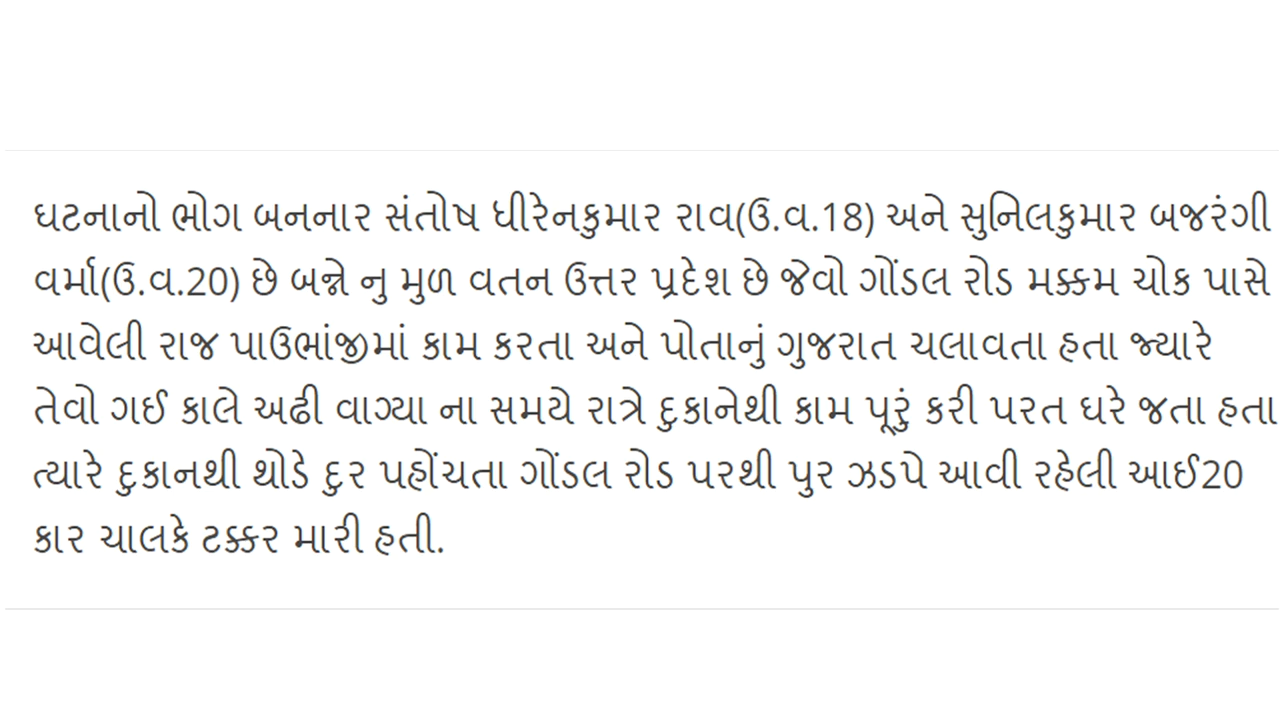 ઘટનાનો ભોગ બનનાર સંતોષ ધીરેનકુમાર રાવ(ઉ.વ.18) અને સુનિલકુમાર બજરંગી
વર્મા(ઉ.વ.20) છે બન્ને નુ મુળ વતન ઉત્તર પ્રદેશ છે જેવો ગોંડલ રોડ મક્કમ ચોક પાસે
આવેલી રાજ પાઉભાંજીમાં કામ કરતા અને પોતાનું ગુજરાત ચલાવતા હતા જ્યારે
તેવો ગઈ કાલે અઢી વાગ્યા ના સમયે રાત્રે દુકાનેથી કામ પૂરું કરી પરત ઘરે જતા હતા
ત્યારે દુકાનથી થોડે દુર પહોંચતા ગોંડલ રોડ પરથી પુર ઝડપે આવી રહેલી આઈ20
કાર ચાલકે ટક્કર મારી હતી.